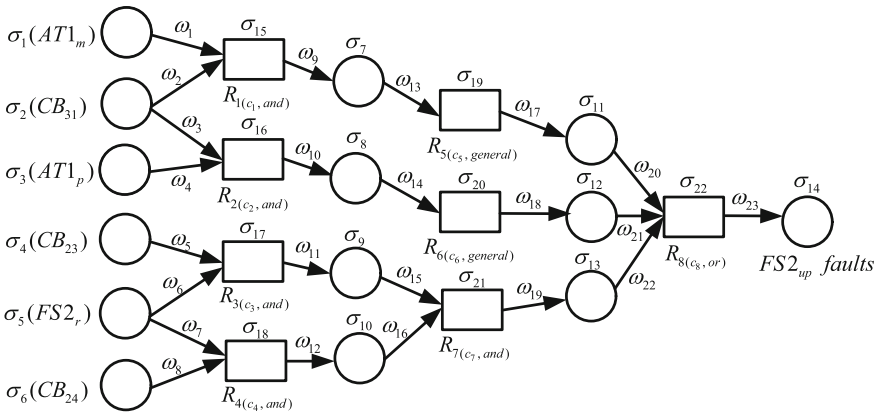 σ₁(AT1ₘ)
ω₁
σ₁₅
R₁₍c₁, and₎
ω₉
σ₇
ω₂
σ₂(CB₃₁)
ω₃
ω₁₃
σ₁₉
R₅₍c₅, general₎
ω₁₇
σ₁₁
σ₁₆
R₂₍c₂, and₎
ω₁₀
σ₈
σ₃(AT1ₚ)
ω₄
ω₁₄
σ₂₀
R₆₍c₆, general₎
ω₁₈
σ₁₂
ω₂₀
ω₂₁
σ₂₂
R₈₍c₈, or₎
ω₂₃
σ₁₄
FS2ᵤₚ faults
σ₄(CB₂₃)
ω₅
σ₁₇
R₃₍c₃, and₎
ω₁₁
σ₉
ω₆
σ₅(FS2ᵣ)
ω₇
ω₁₅
σ₂₁
R₇₍c₇, and₎
ω₁₉
σ₁₃
ω₂₂
σ₁₈
R₄₍c₄, and₎
ω₁₂
σ₁₀
ω₁₆
σ₆(CB₂₄)
ω₈